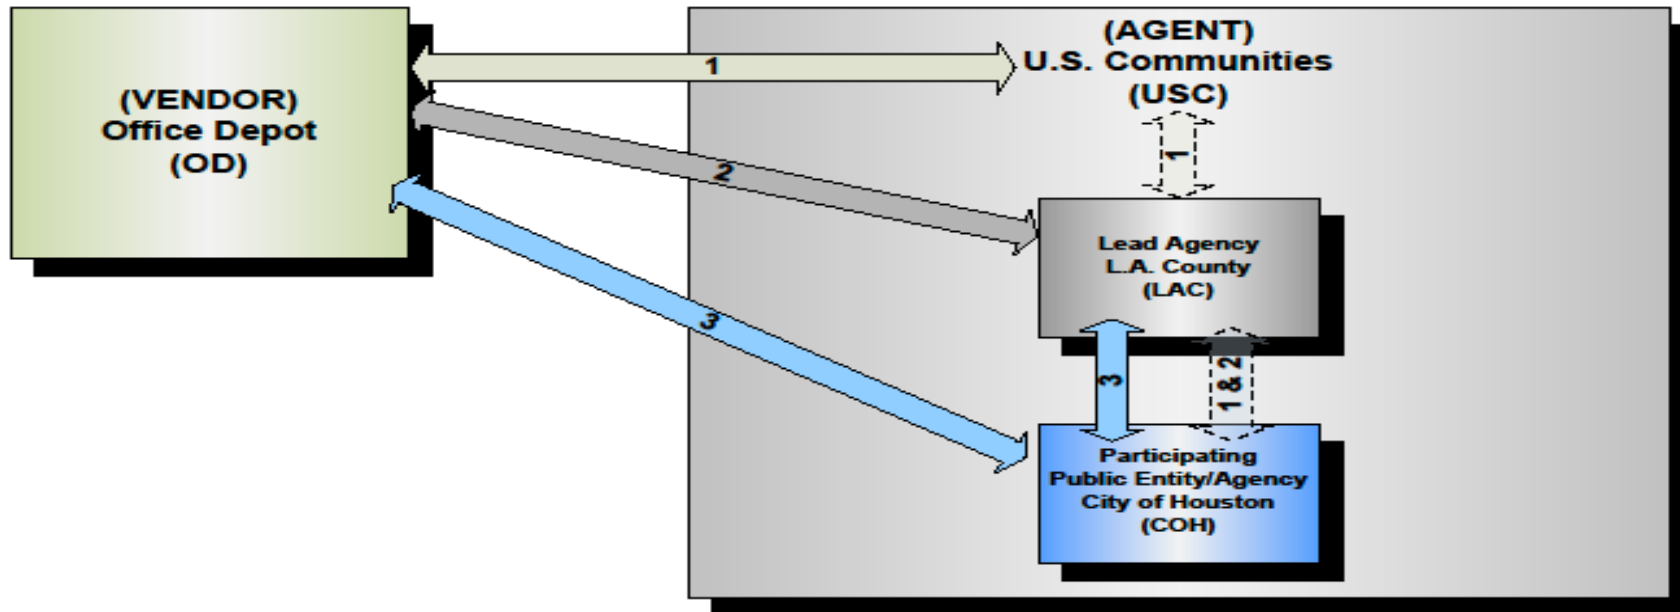 (VENDOR)
Office Depot
(OD)
(AGENT)
U.S. Communities
(USC)
1
1
2
Lead Agency
L.A. County
(LAC)
3
3
1 & 2
Participating
Public Entity/Agency
City of Houston
(COH)